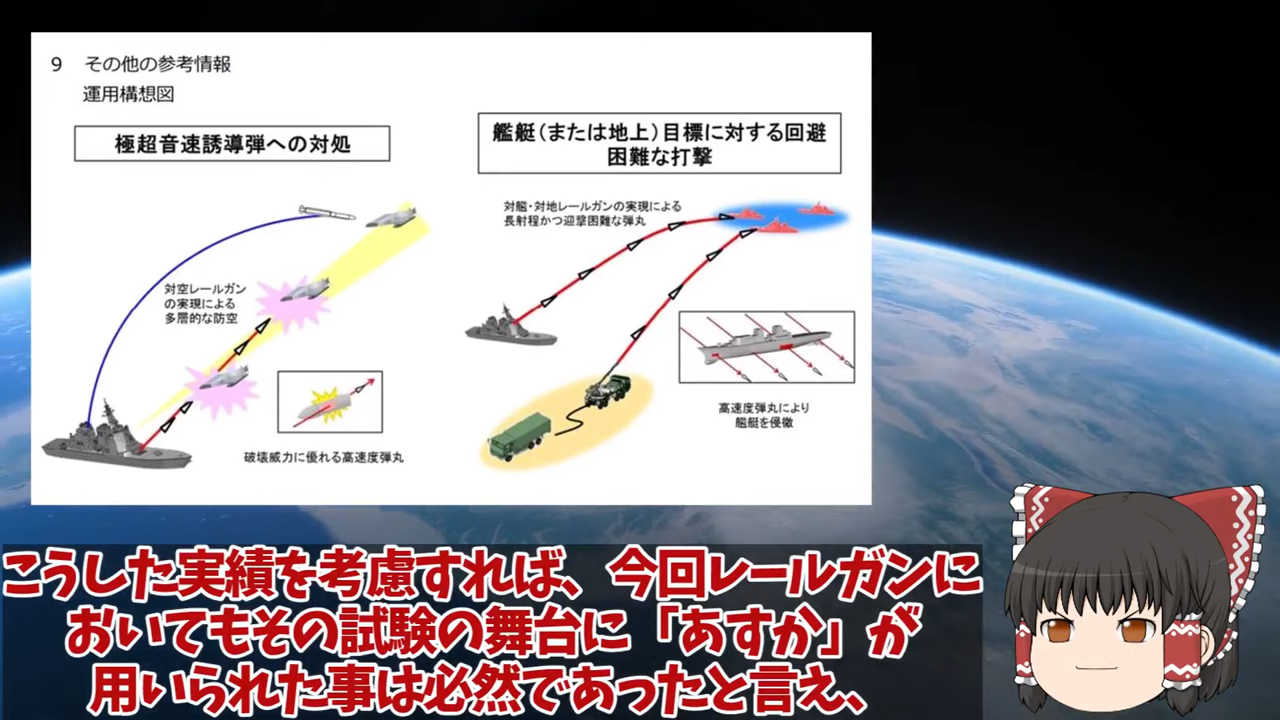 9 その他の参考情報
運用構想図
極超音速誘導弾への対処
対空レールガン
の実現による
多層的な防空
破壊威力に優れる高速度弾丸
艦艇（または地上）目標に対する回避
困難な打撃
対艦・対地レールガンの実現による
長射程かつ迎撃困難な弾丸
高速度弾丸により
艦艇を侵徹
こうした実績を考慮すれば、今回レールガンに
おいてもその試験の舞台に「あすか」が
用いられた事は必然であったと言え、